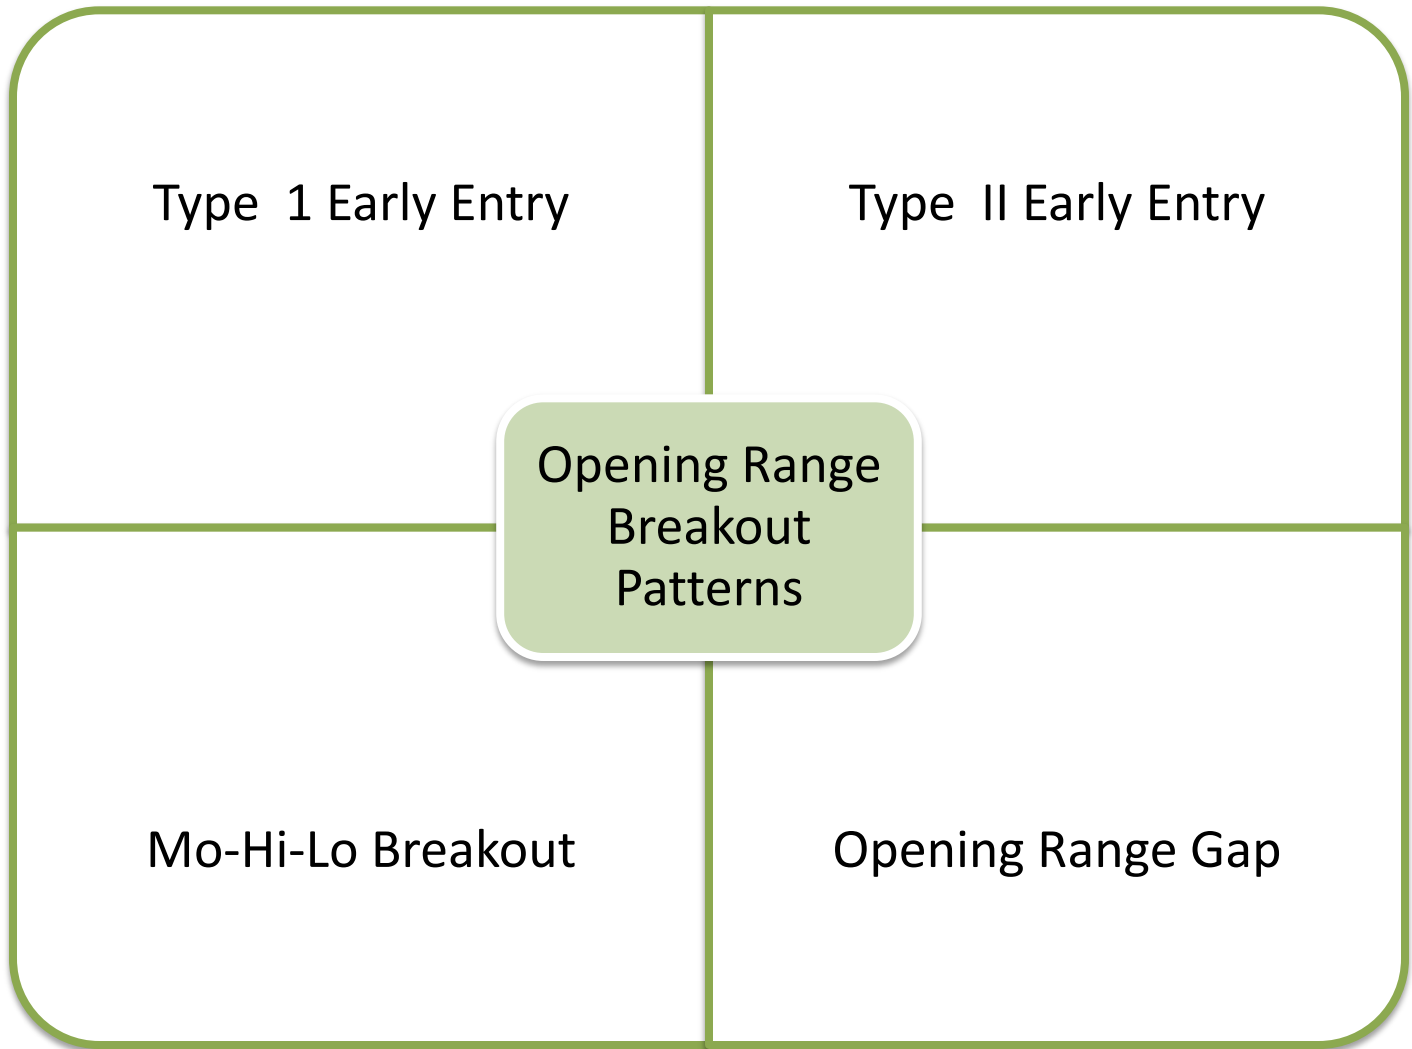 Type  1 Early Entry
Type  II Early Entry
Opening Range
Breakout
Patterns
Mo-Hi-Lo Breakout
Opening Range Gap